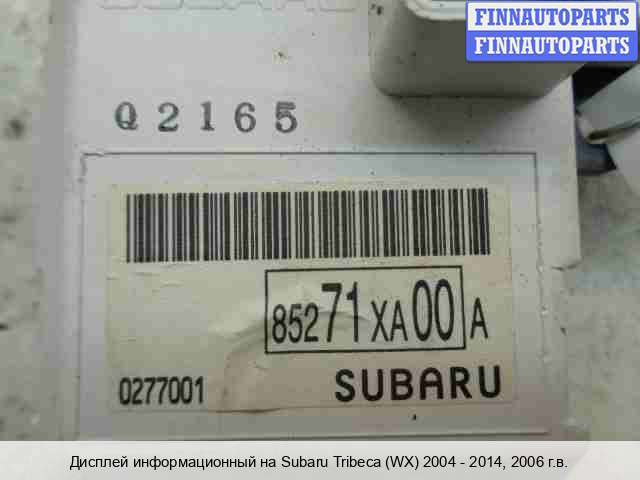 FINNAUTOPARTS
FINNAUTOPARTS
Q2165
85271XA00A
0277001 SUBARU
Дисплей информационный на Subaru Tribeca (WX) 2004 - 2014, 2006 г.в.